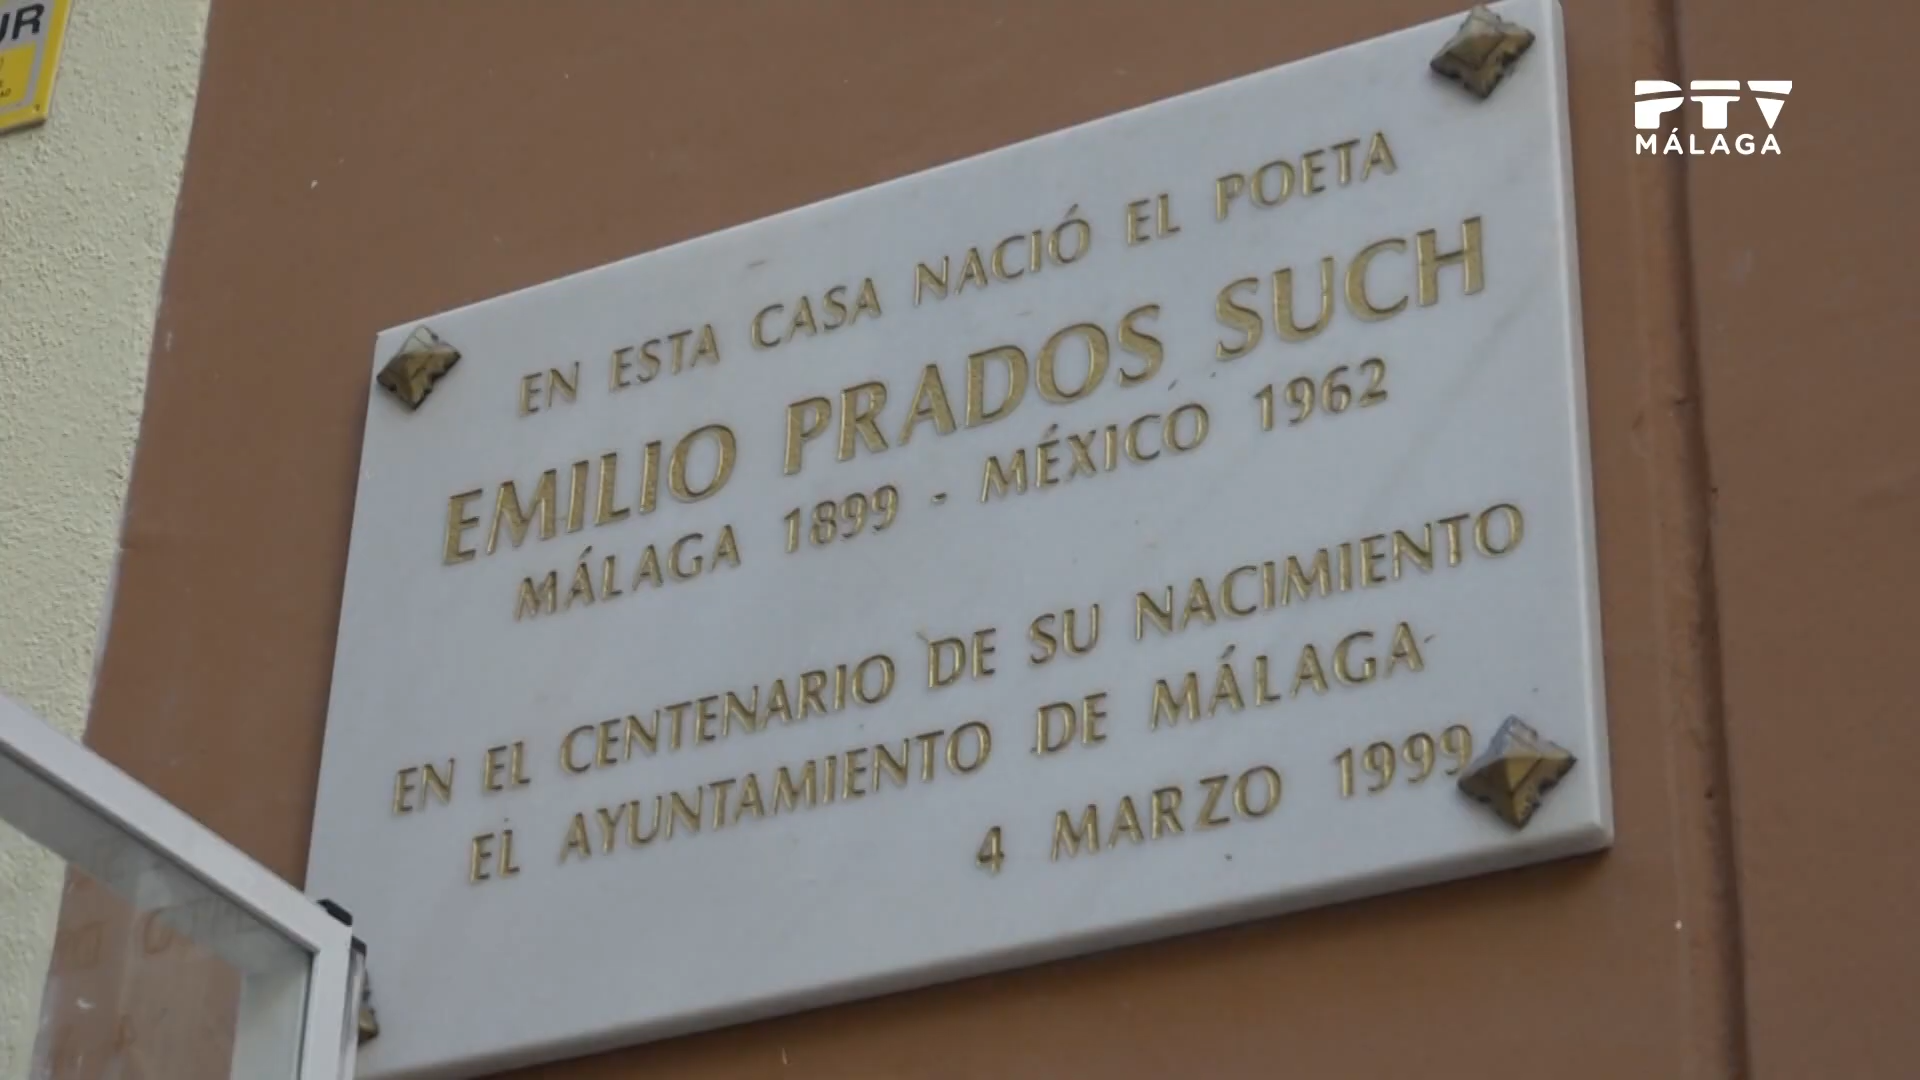 UR
PTV
MÁLAGA
EN ESTA CASA NACIÓ EL POETA
EMILIO PRADOS SUCH
MÁLAGA 1899 - MÉXICO 1962
EN EL CENTENARIO DE SU NACIMIENTO
EL AYUNTAMIENTO DE MÁLAGA
4 MARZO 1999